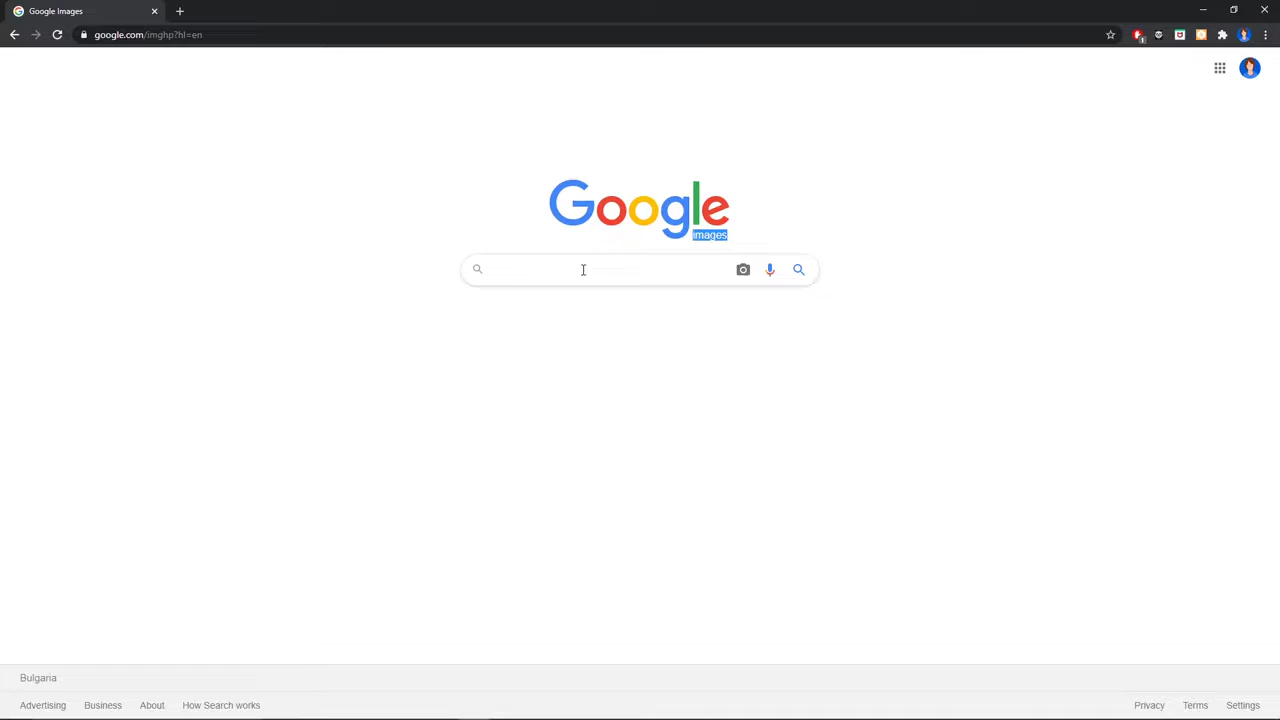 Google Images
google.com/imghp?hl=en
Google
images
Bulgaria
Advertising Business About How Search works
Privacy Terms Settings